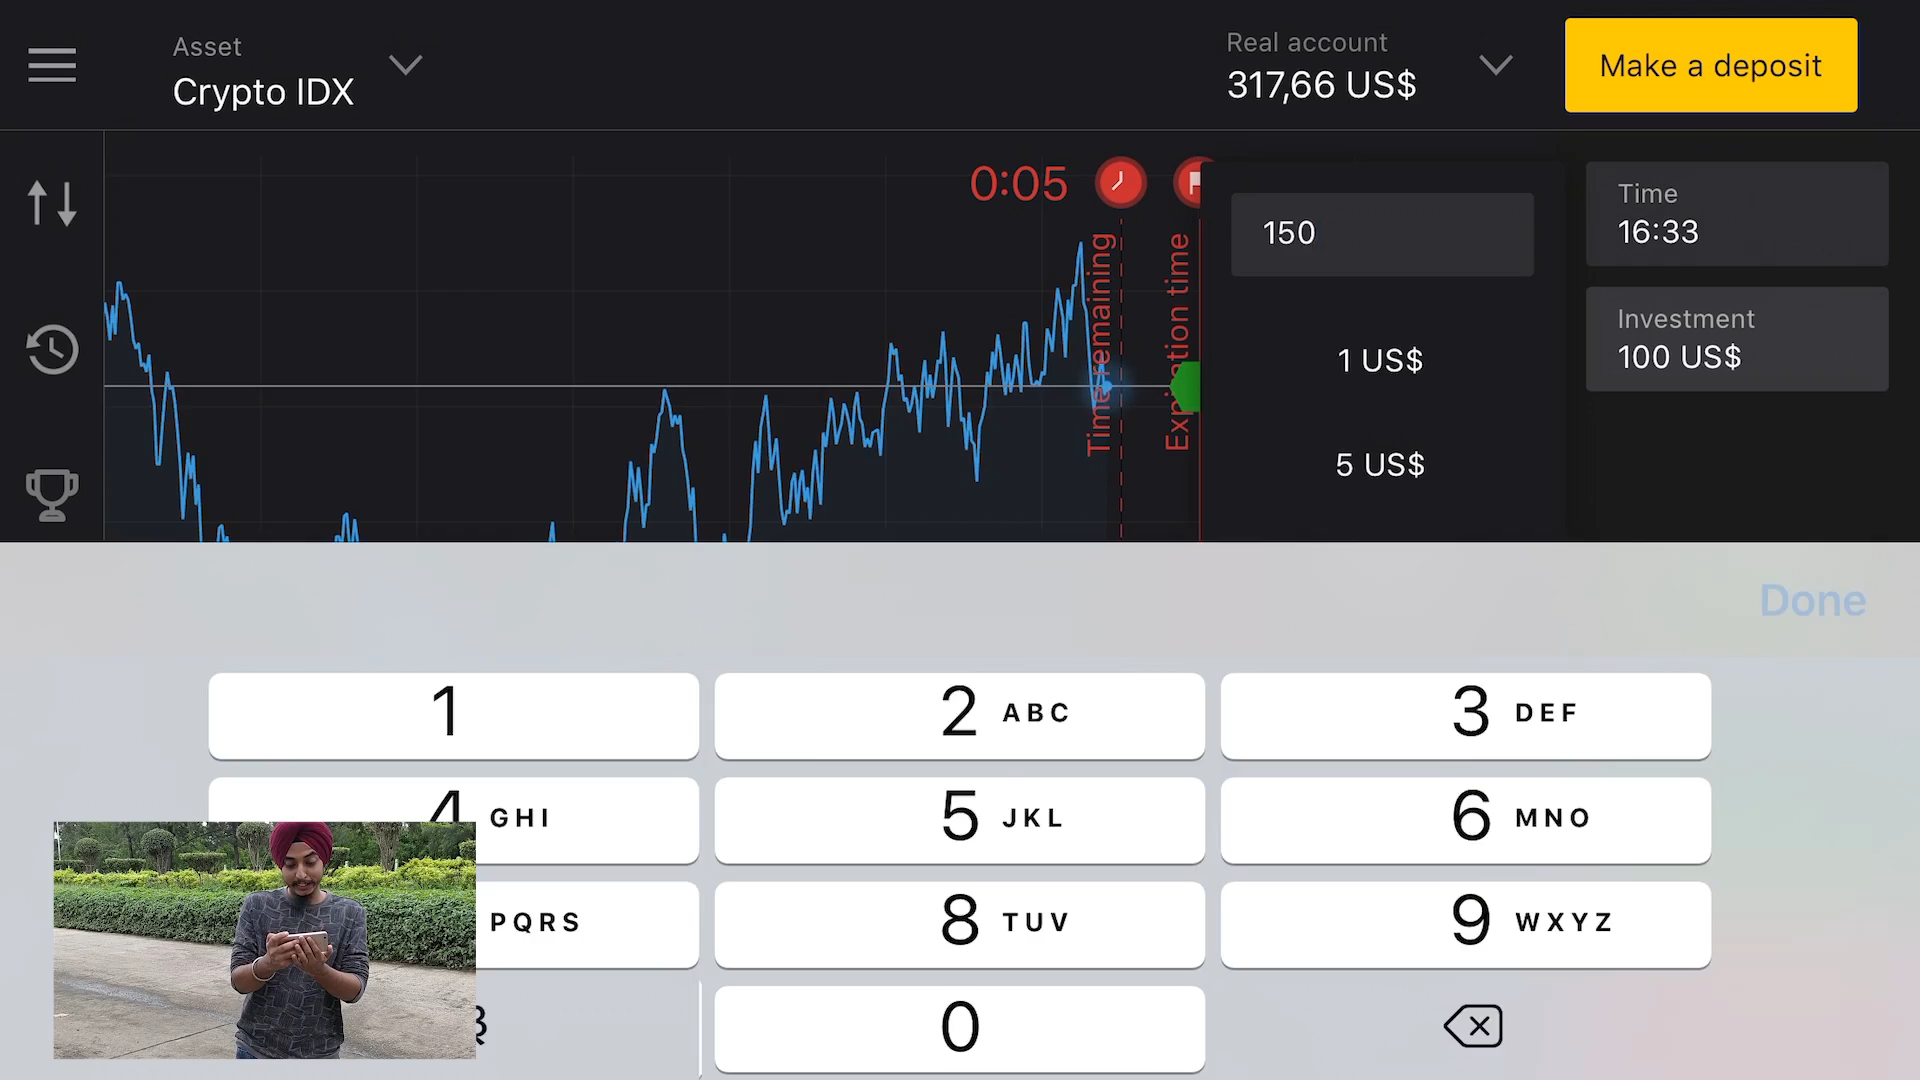 Asset
Crypto IDX
Real account
317,66 US$
Make a deposit
0:05
Time remaining
Expiration time
150
1 US$
5 US$
Time
16:33
Investment
100 US$
Done
1
2 ABC
3 DEF
4 GHI
5 JKL
6 MNO
PQRS
8 TUV
9 WXYZ
0